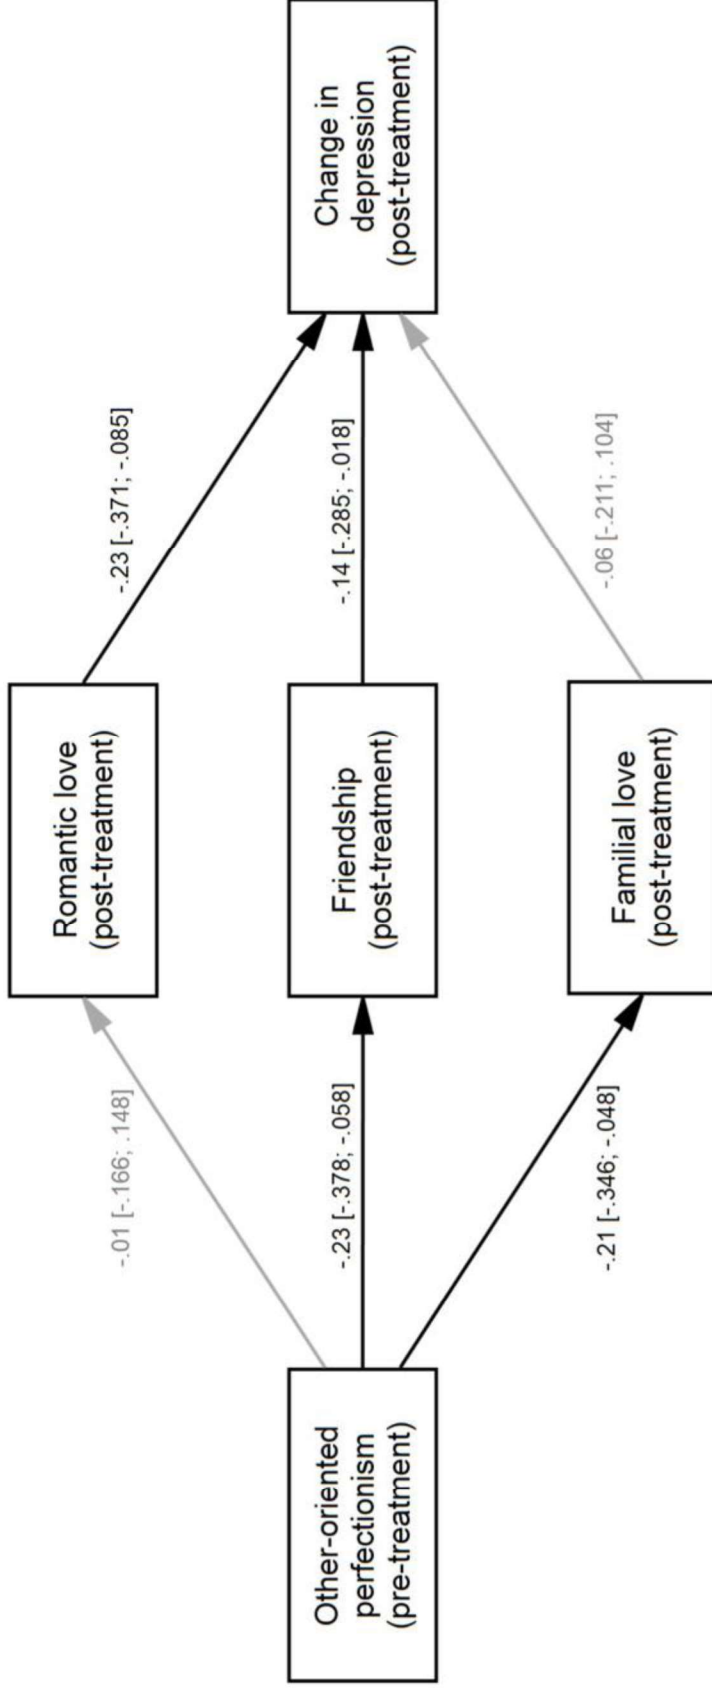 Other-oriented
perfectionism
(pre-treatment)
-.01 [-.166; .148]
-.23 [-.378; -.058]
-.21 [-.346; -.048]
Romantic love
(post-treatment)
Friendship
(post-treatment)
Familial love
(post-treatment)
-.23 [-.371; -.085]
-.14 [-.285; -.018]
-.06 [-.211; .104]
Change in
depression
(post-treatment)